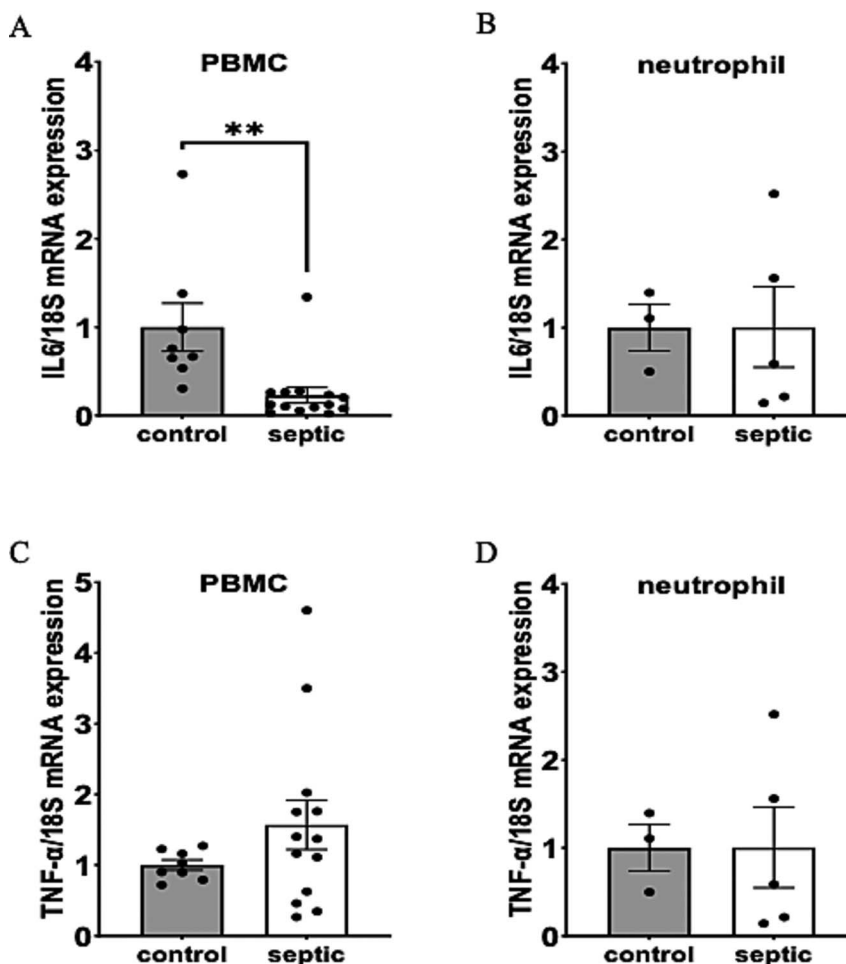 A
PBMC
IL6/18S mRNA expression
4
3
2
1
0
**
control septic
B
neutrophil
IL6/18S mRNA expression
4
3
2
1
0
control septic
C
PBMC
TNF-α/18S mRNA expression
5
4
3
2
1
0
control septic
D
neutrophil
TNF-α/18S mRNA expression
4
3
2
1
0
control septic